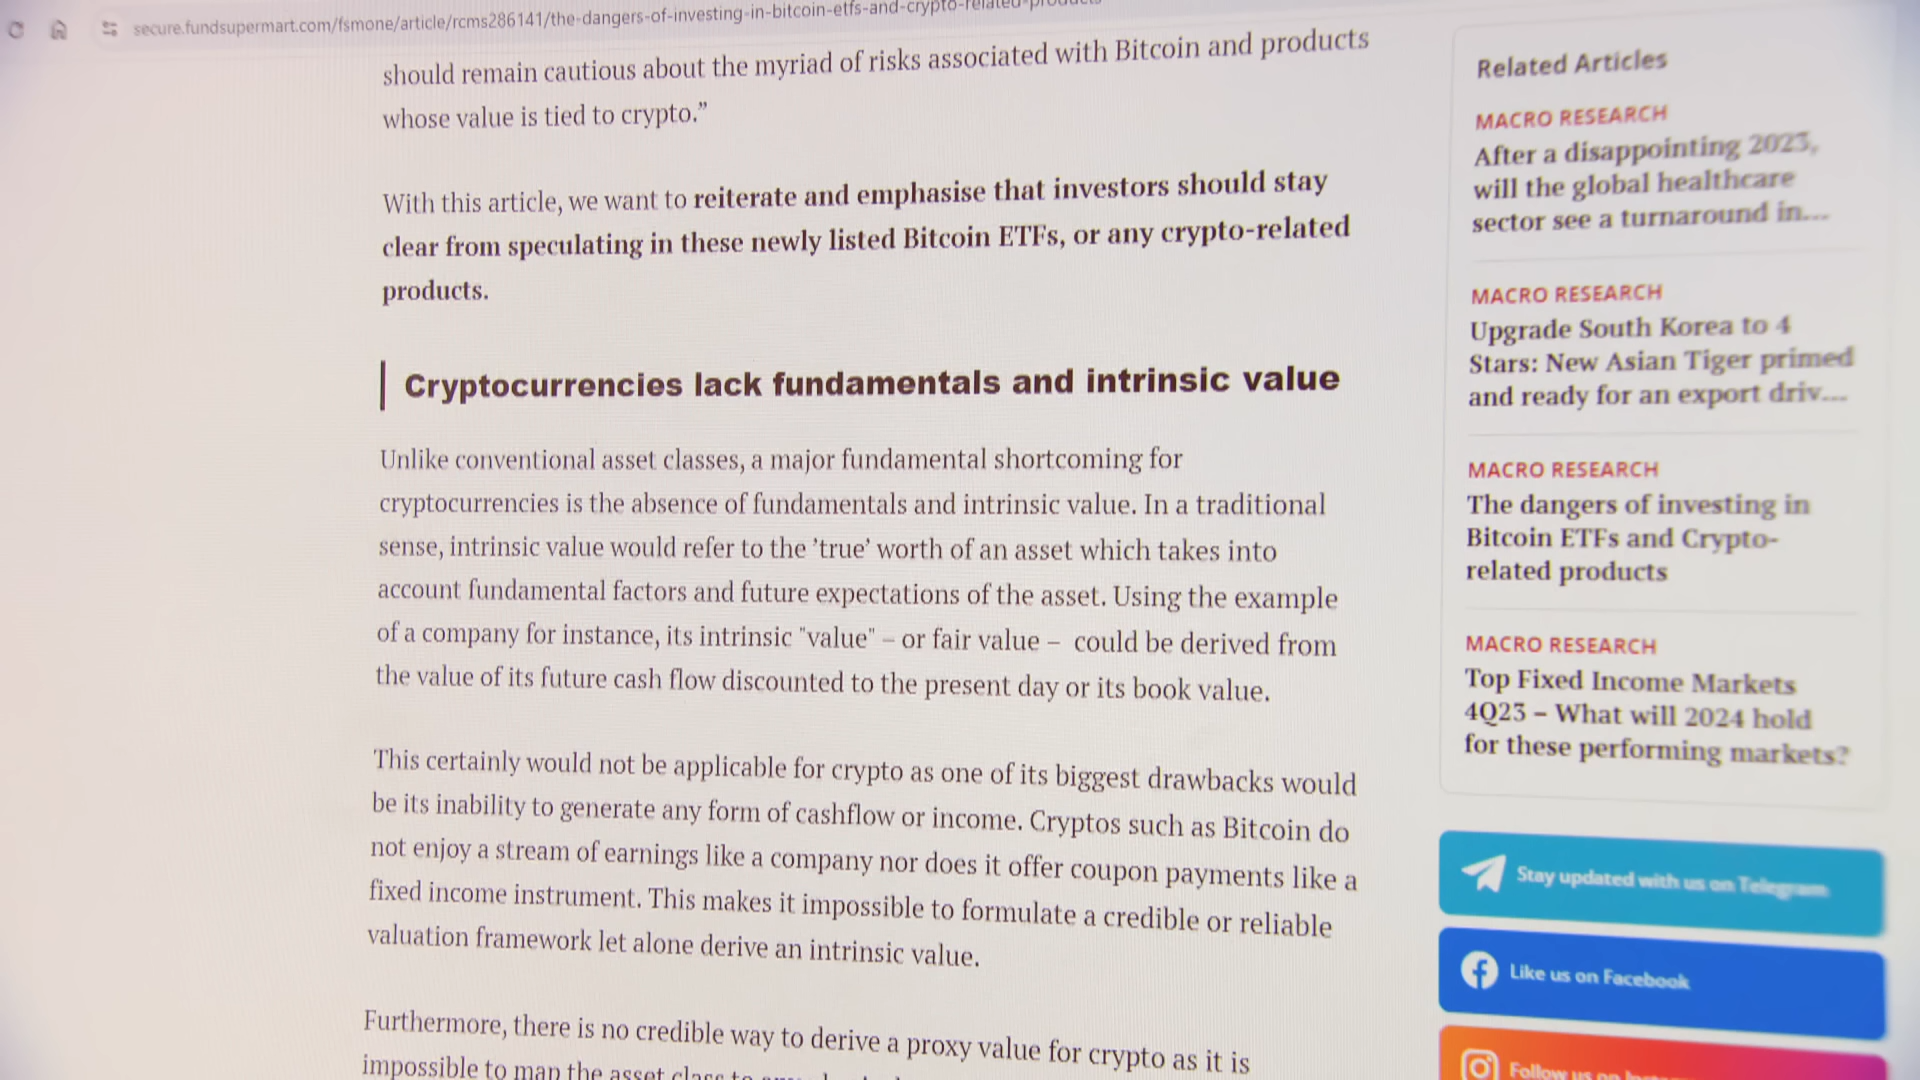 secure.fundsupermart.com/fsmone/article/rcms286141/the-dangers-of-investing-in-bitcoin-etfs-and-crypto-related-products
should remain cautious about the myriad of risks associated with Bitcoin and products
whose value is tied to crypto.”
With this article, we want to reiterate and emphasise that investors should stay
clear from speculating in these newly listed Bitcoin ETFs, or any crypto-related
products.
Cryptocurrencies lack fundamentals and intrinsic value
Unlike conventional asset classes, a major fundamental shortcoming for
cryptocurrencies is the absence of fundamentals and intrinsic value. In a traditional
sense, intrinsic value would refer to the ’true’ worth of an asset which takes into
account fundamental factors and future expectations of the asset. Using the example
of a company for instance, its intrinsic "value" – or fair value – could be derived from
the value of its future cash flow discounted to the present day or its book value.
This certainly would not be applicable for crypto as one of its biggest drawbacks would
be its inability to generate any form of cashflow or income. Cryptos such as Bitcoin do
not enjoy a stream of earnings like a company nor does it offer coupon payments like a
fixed income instrument. This makes it impossible to formulate a credible or reliable
valuation framework let alone derive an intrinsic value.
Furthermore, there is no credible way to derive a proxy value for crypto as it is
impossible to map the asset class to
Related Articles
MACRO RESEARCH
After a disappointing 2023,
will the global healthcare
sector see a turnaround in...
MACRO RESEARCH
Upgrade South Korea to 4
Stars: New Asian Tiger primed
and ready for an export driv...
MACRO RESEARCH
The dangers of investing in
Bitcoin ETFs and Crypto-
related products
MACRO RESEARCH
Top Fixed Income Markets
4Q23 – What will 2024 hold
for these performing markets?
Stay updated with us on Telegram
Like us on Facebook
Follow us on